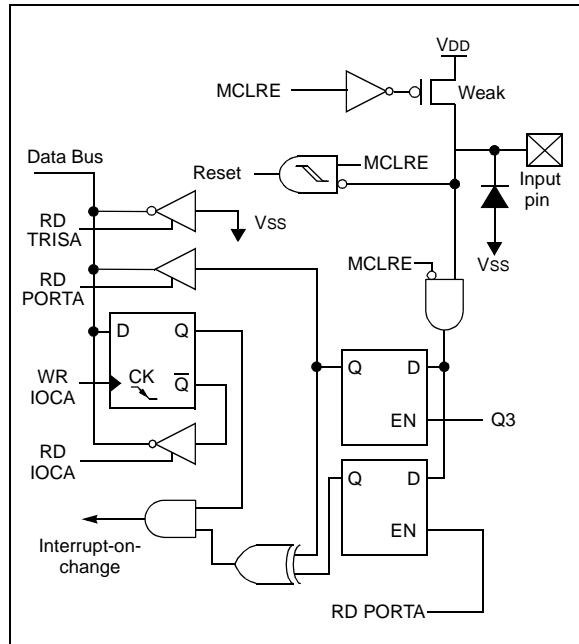 VDD
MCLRE
Weak
Data Bus
Reset
MCLRE
Input
pin
RD
TRISA
VSS
VSS
RD
PORTA
MCLRE
D
Q
Q
D
WR
IOCA
CK
Q
EN
Q3
RD
IOCA
Q
D
EN
Interrupt-on-
change
RD PORTA